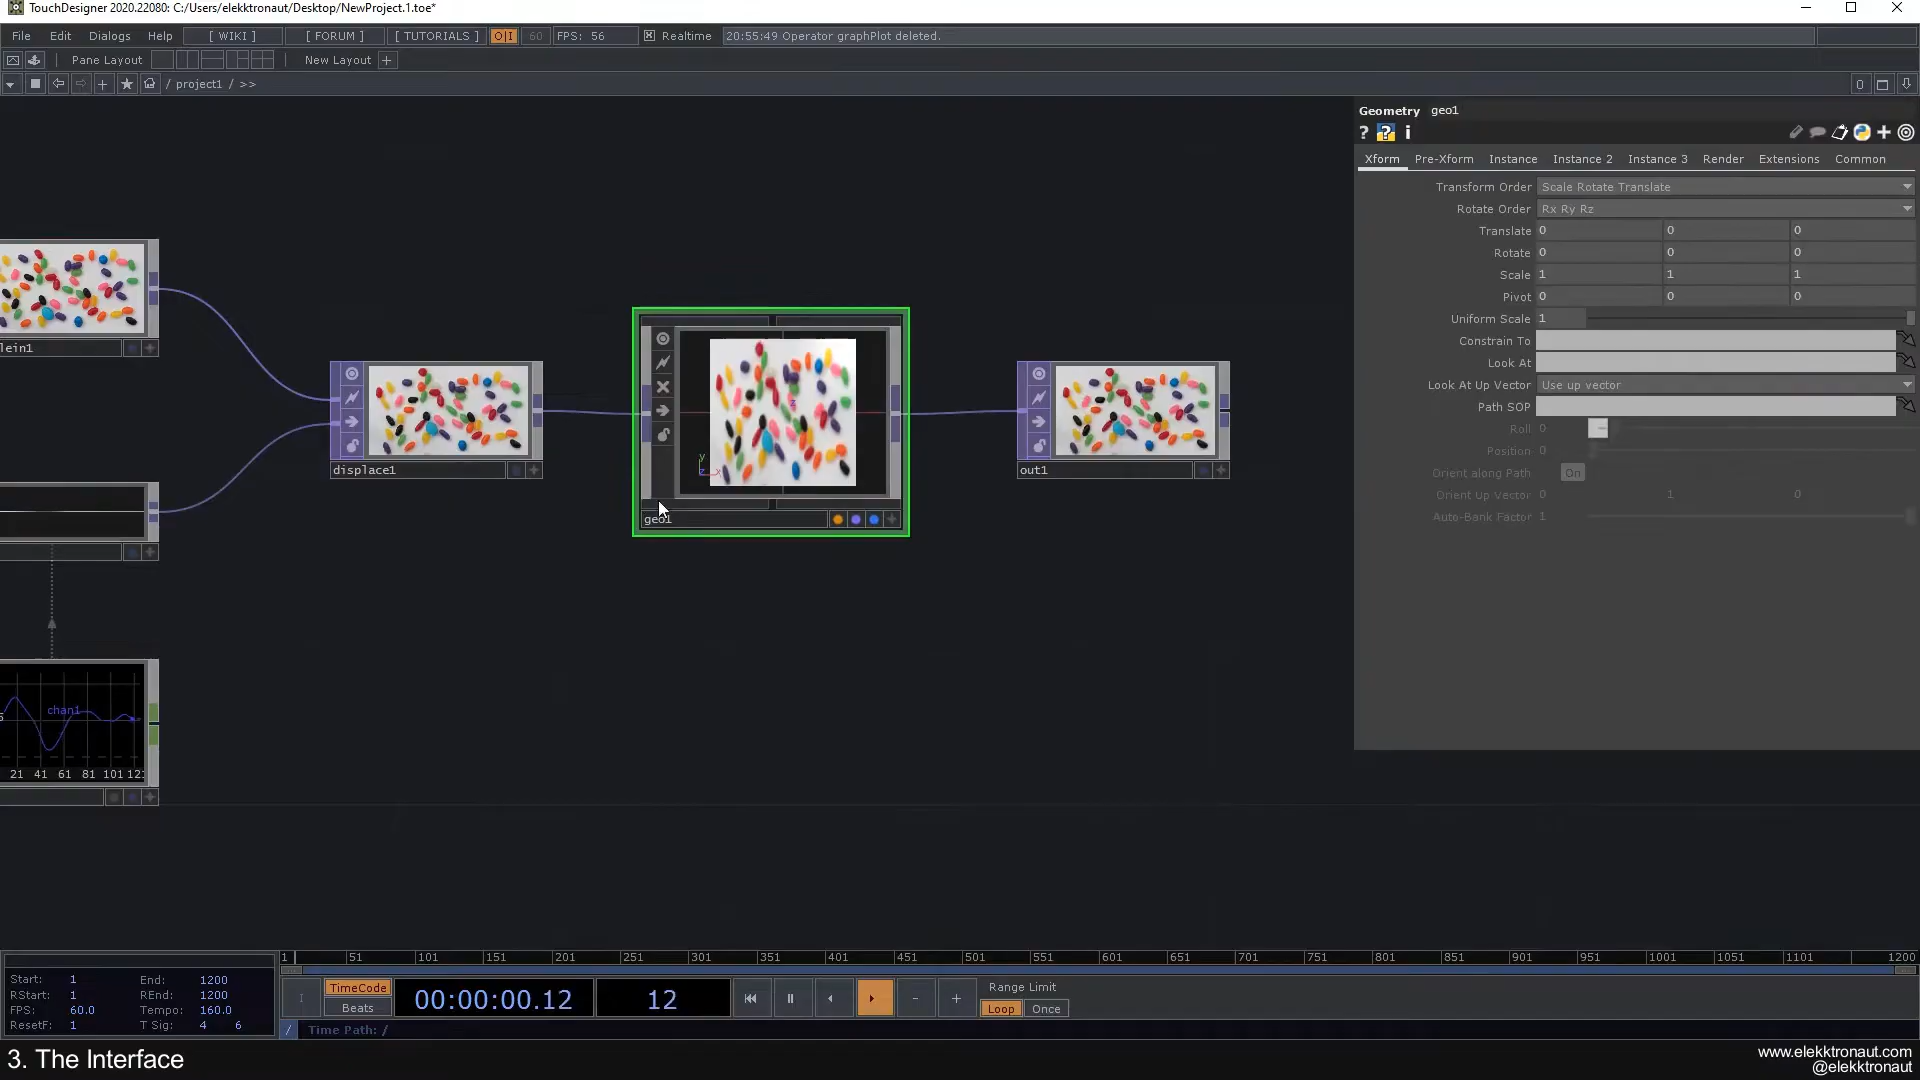 TouchDesigner 2020.22080: C:/Users/elekktronaut/Desktop/NewProject.1.toe*
File Edit Dialogs Help [ WIKI ] [ FORUM ] [ TUTORIALS ] O|I 60 FPS: 56 Realtime 20:55:49 Operator graphPlot deleted.
Pane Layout New Layout +
/ project1 / >> 0
Geometry geo1
? ? i
Xform Pre-Xform Instance Instance 2 Instance 3 Render Extensions Common
Transform Order Scale Rotate Translate
Rotate Order Rx Ry Rz
Translate 0 0 0
Rotate 0 0 0
Scale 1 1 1
Pivot 0 0 0
Uniform Scale 1
Constrain To
Look At
Look At Up Vector Use up vector
Path SOP
Roll 0
Position 0
Orient along Path On
Orient Up Vector 0 1 0
Auto-Bank Factor 1
lein1
displace1
y
z x
z
geo1
out1
chan1
21 41 61 81 101 121
1 51 101 151 201 251 301 351 401 451 501 551 601 651 701 751 801 851 901 951 1001 1051 1101 1200
Start: 1 End: 1200
RStart: 1 REnd: 1200
FPS: 60.0 Tempo: 160.0
ResetF: 1 T Sig: 4 6
TimeCode
Beats
00:00:00.12
12
- +
Range Limit
Loop Once
/ Time Path: /
3. The Interface
www.elekktronaut.com
@elekktronaut